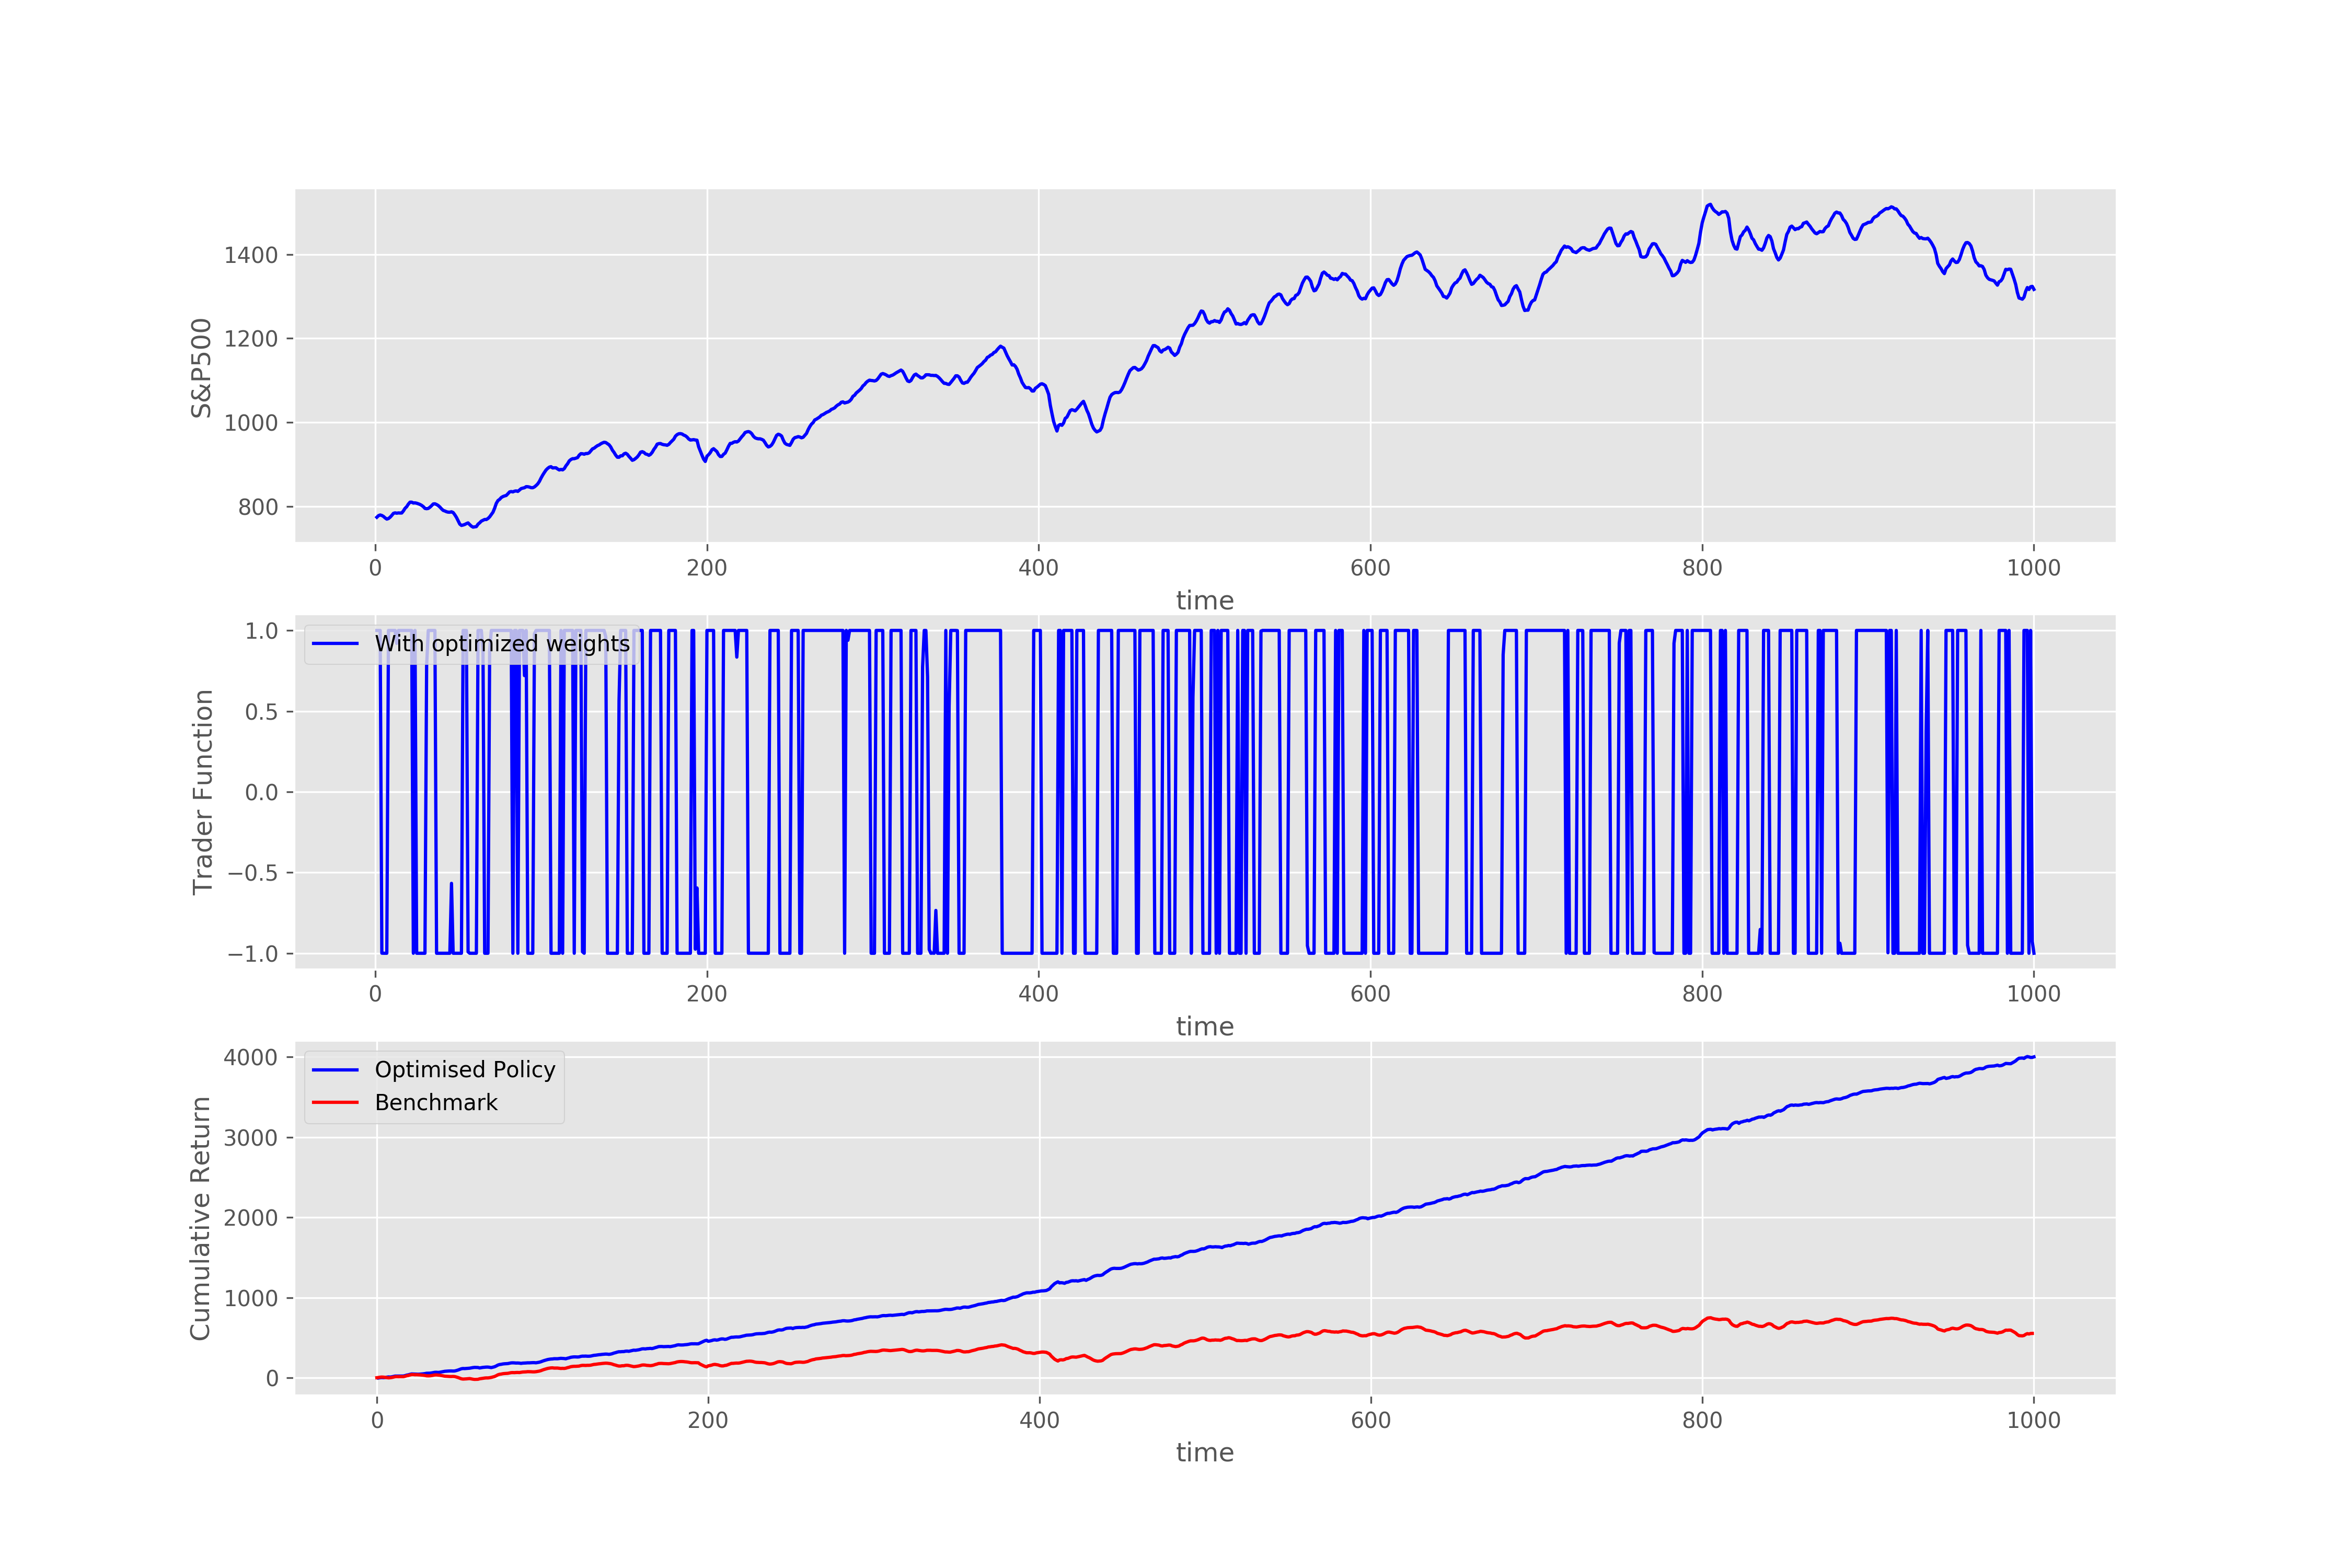 S&P500
1400
1200
1000
800
0 200 400 600 800 1000
time
Trader Function
With optimized weights
1.0
0.5
0.0
−0.5
−1.0
0 200 400 600 800 1000
time
Cumulative Return
Optimised Policy
Benchmark
4000
3000
2000
1000
0
0 200 400 600 800 1000
time